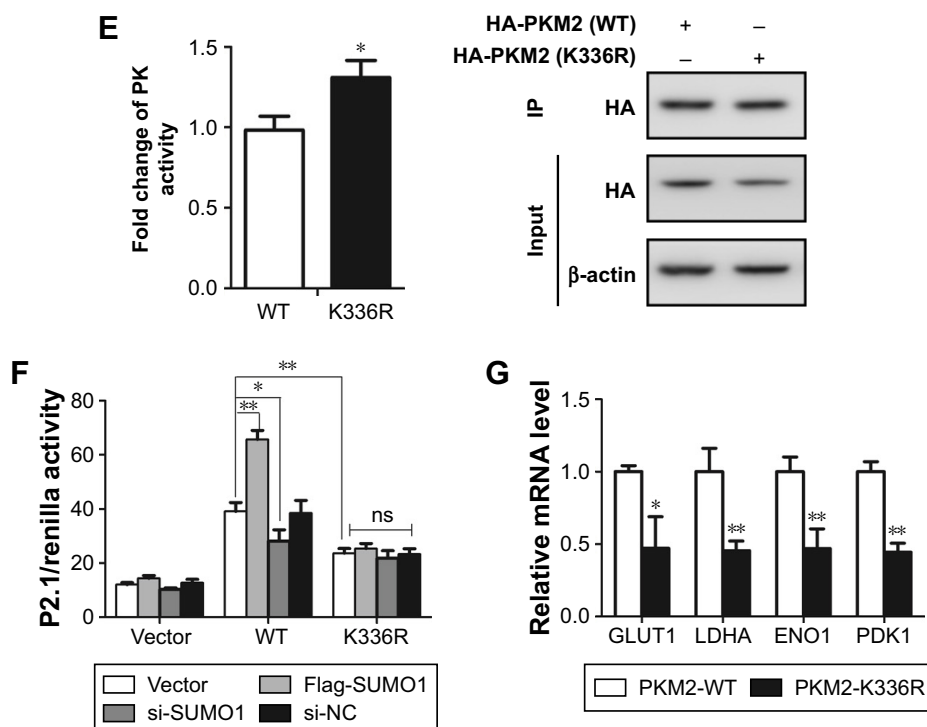 E
Fold change of PK
activity
1.5
1.0
0.5
0.0
*
WT K336R
HA-PKM2 (WT) + –
HA-PKM2 (K336R) – +
IP
HA
Input
HA
β-actin
F
P2.1/renilla activity
80
60
40
20
0
**
*
**
ns
Vector WT K336R
Vector Flag-SUMO1
si-SUMO1 si-NC
G
Relative mRNA level
1.5
1.0
0.5
0.0
* ** ** **
GLUT1 LDHA ENO1 PDK1
PKM2-WT PKM2-K336R